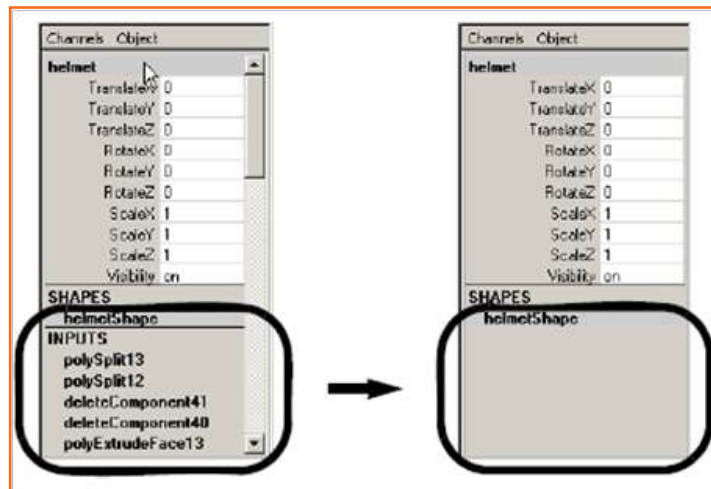 Channels Object
helmet
TranslateX 0
TranslateY 0
TranslateZ 0
RotateX 0
RotateY 0
RotateZ 0
ScaleX 1
ScaleY 1
ScaleZ 1
Visibility on
SHAPES
helmetShape
INPUTS
polySplit13
polySplit12
deleteComponent41
deleteComponent40
polyExtrudeFace13
Channels Object
helmet
TranslateX 0
TranslateY 0
TranslateZ 0
RotateX 0
RotateY 0
RotateZ 0
ScaleX 1
ScaleY 1
ScaleZ 1
Visibility on
SHAPES
helmetShape